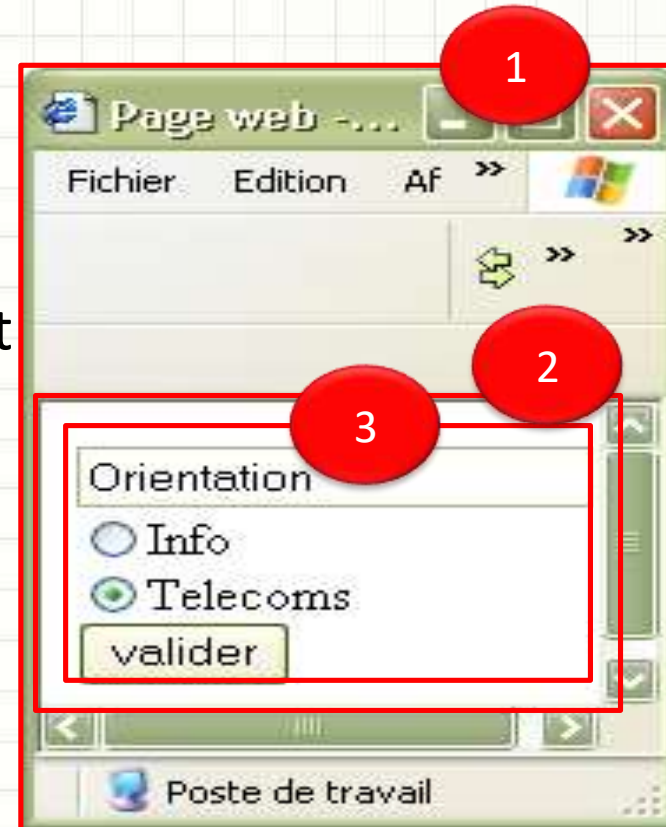 1
Page web -...
Fichier Edition Af »
» »
t
2
3
Orientation
Info
Telecoms
valider
Poste de travail